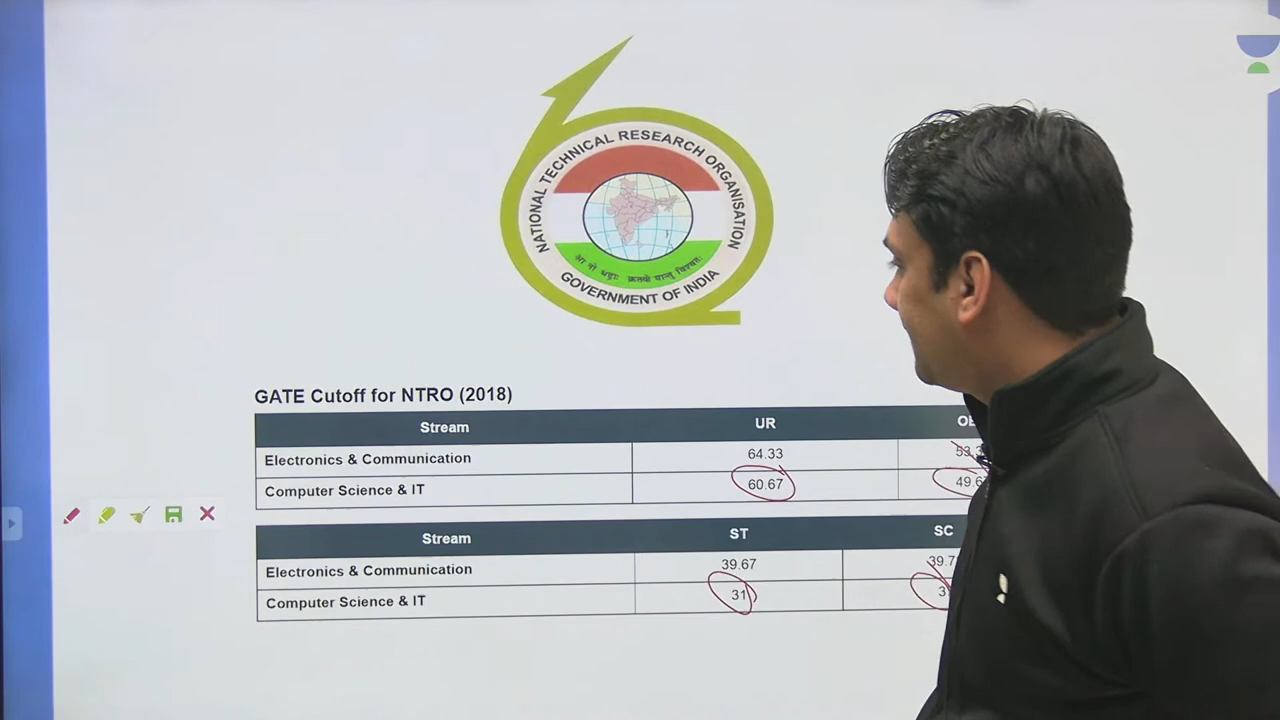 NATIONAL TECHNICAL RESEARCH ORGANISATION
GOVERNMENT OF INDIA
GATE Cutoff for NTRO (2018)
Stream UR
Electronics & Communication 64.33
Computer Science & IT 60.67
Stream ST SC
Electronics & Communication 39.67
Computer Science & IT 31